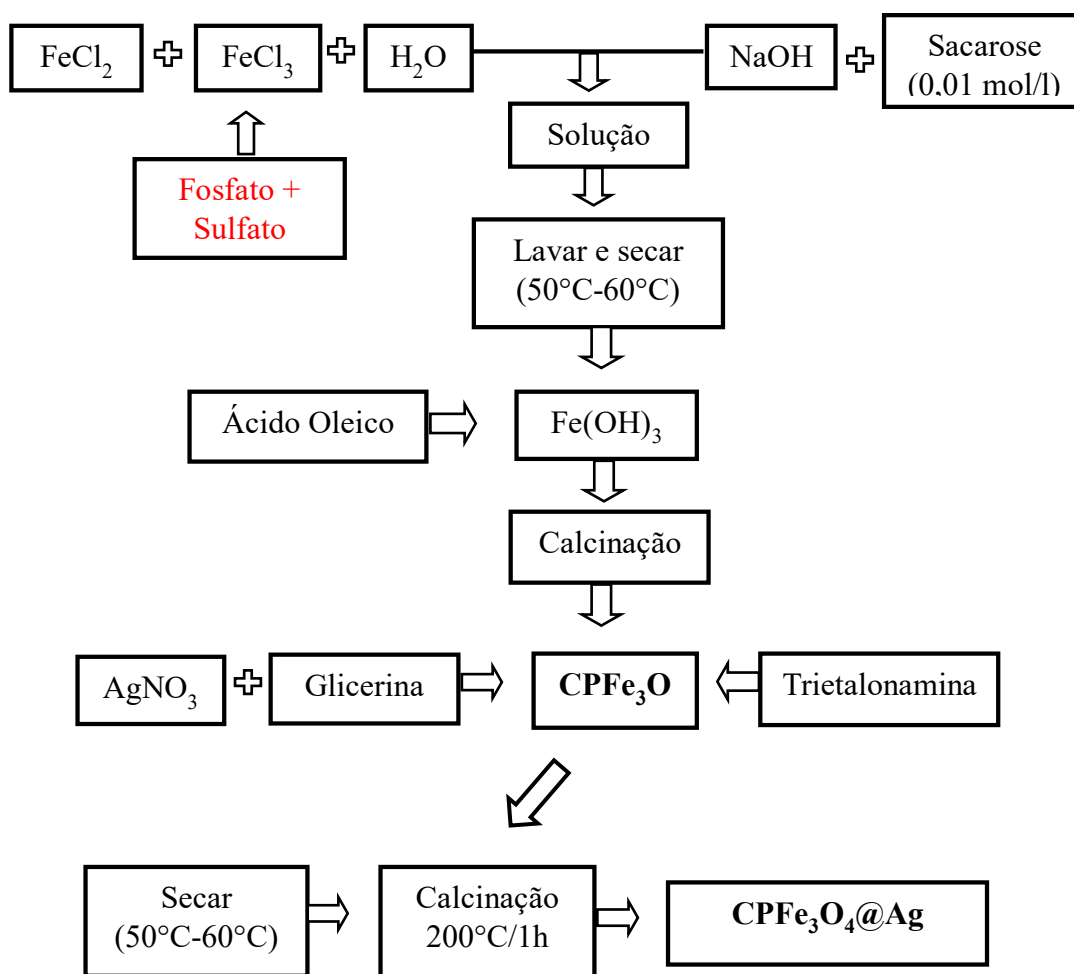 FeCl₂
FeCl₃
H₂O
NaOH
Sacarose
(0,01 mol/l)
Solução
Fosfato +
Sulfato
Lavar e secar
(50°C-60°C)
Ácido Oleico
Fe(OH)₃
Calcinação
AgNO₃
Glicerina
CPFe₃O
Trietalonamina
Secar
(50°C-60°C)
Calcinação
200°C/1h
CPFe₃O₄@Ag